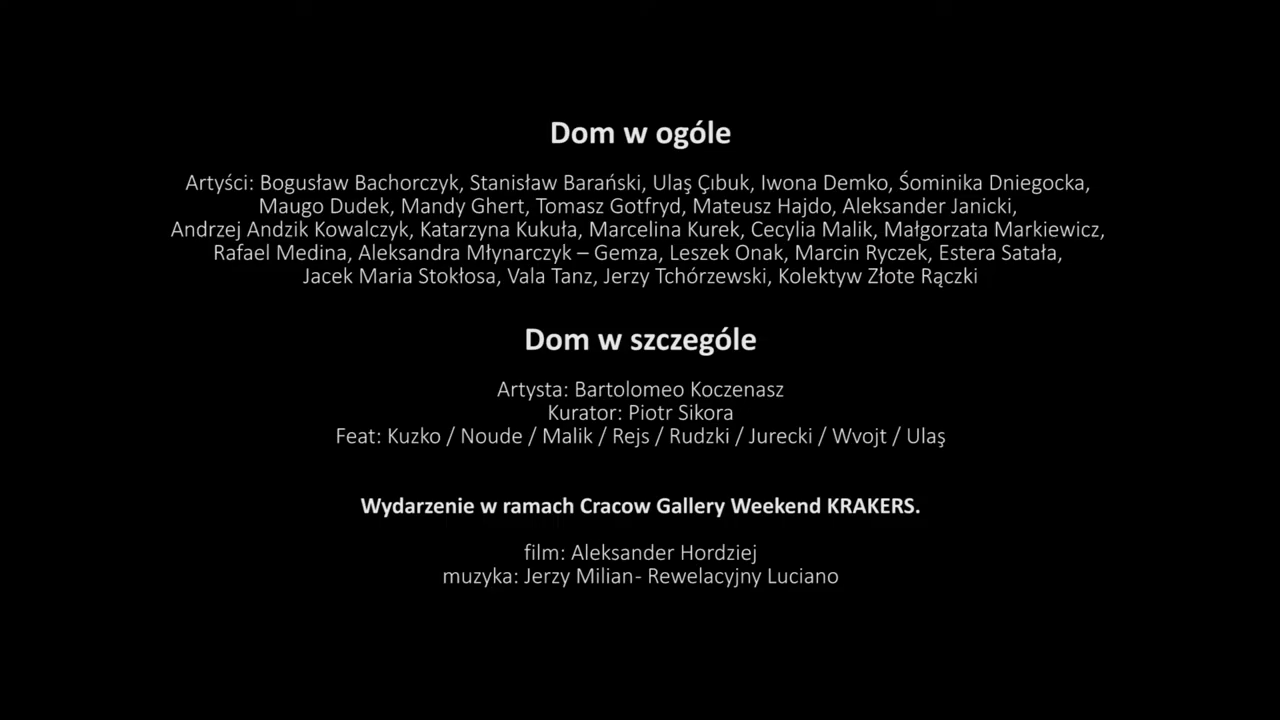 Dom w ogóle
Artyści: Bogusław Bachorczyk, Stanisław Barański, Ulaş Çıbuk, Iwona Demko, Śominika Dniegocka,
Maugo Dudek, Mandy Ghert, Tomasz Gotfryd, Mateusz Hajdo, Aleksander Janicki,
Andrzej Andzik Kowalczyk, Katarzyna Kukuła, Marcelina Kurek, Cecylia Malik, Małgorzata Markiewicz,
Rafael Medina, Aleksandra Młynarczyk – Gemza, Leszek Onak, Marcin Ryczek, Estera Satała,
Jacek Maria Stokłosa, Vala Tanz, Jerzy Tchórzewski, Kolektyw Złote Rączki
Dom w szczególe
Artysta: Bartolomeo Koczenasz
Kurator: Piotr Sikora
Feat: Kuzko / Noude / Malik / Rejs / Rudzki / Jurecki / Wvojt / Ulaş
Wydarzenie w ramach Cracow Gallery Weekend KRAKERS.
film: Aleksander Hordziej
muzyka: Jerzy Milian- Rewelacyjny Luciano